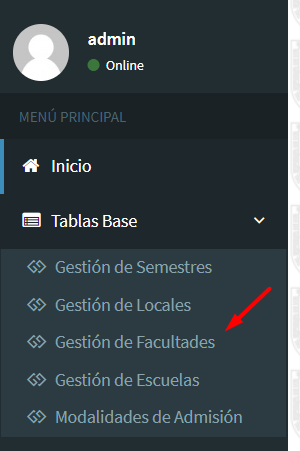 admin
Online
MENÚ PRINCIPAL
Inicio
Tablas Base
Gestión de Semestres
Gestión de Locales
Gestión de Facultades
Gestión de Escuelas
Modalidades de Admisión